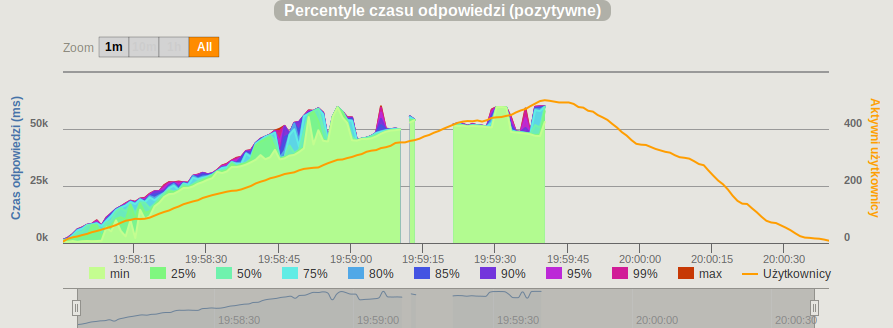 Percentyle czasu odpowiedzi (pozytywne)
Zoom 1m 10m 1h All
Czas odpowiedzi (ms)
50k
25k
0k
Aktywni użytkownicy
400
200
0
19:58:15 19:58:30 19:58:45 19:59:00 19:59:15 19:59:30 19:59:45 20:00:00 20:00:15 20:00:30
min 25% 50% 75% 80% 85% 90% 95% 99% max Użytkownicy
19:58:30 19:59:00 19:59:30 20:00:00 20:00:30